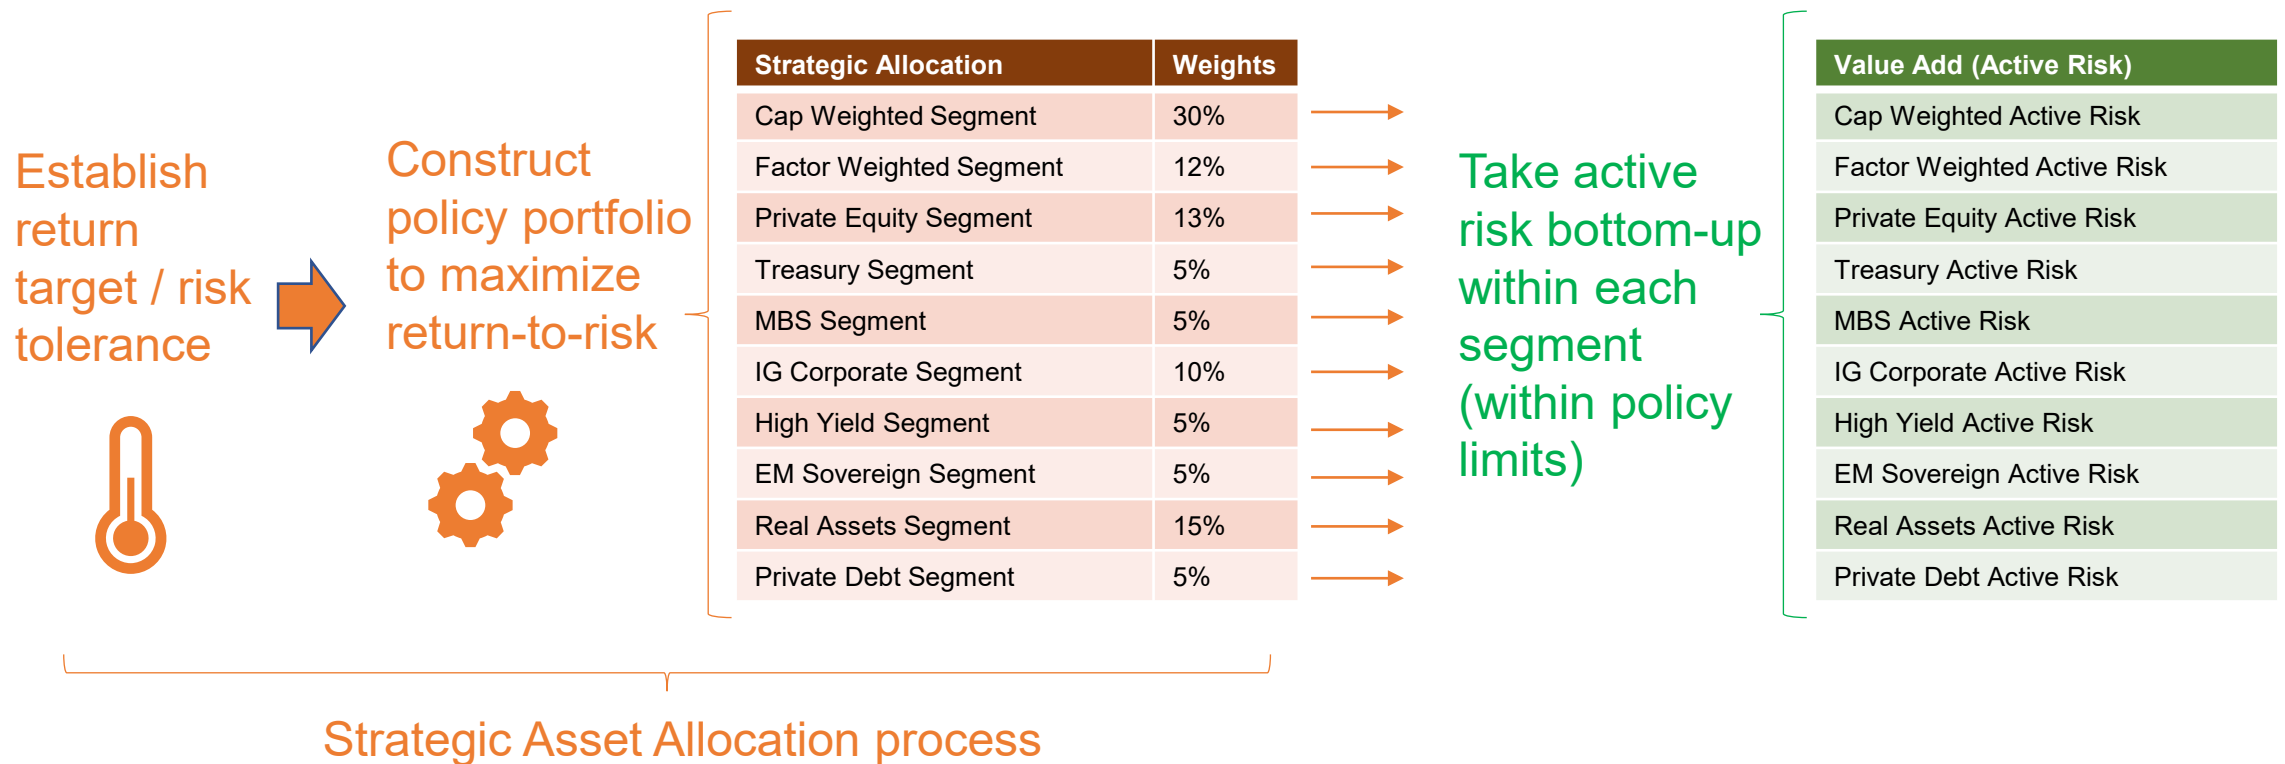 Establish
return
target / risk
tolerance
Construct
policy portfolio
to maximize
return-to-risk
Strategic Allocation Weights
Cap Weighted Segment 30%
Factor Weighted Segment 12%
Private Equity Segment 13%
Treasury Segment 5%
MBS Segment 5%
IG Corporate Segment 10%
High Yield Segment 5%
EM Sovereign Segment 5%
Real Assets Segment 15%
Private Debt Segment 5%
Take active
risk bottom-up
within each
segment
(within policy
limits)
Value Add (Active Risk)
Cap Weighted Active Risk
Factor Weighted Active Risk
Private Equity Active Risk
Treasury Active Risk
MBS Active Risk
IG Corporate Active Risk
High Yield Active Risk
EM Sovereign Active Risk
Real Assets Active Risk
Private Debt Active Risk
Strategic Asset Allocation process